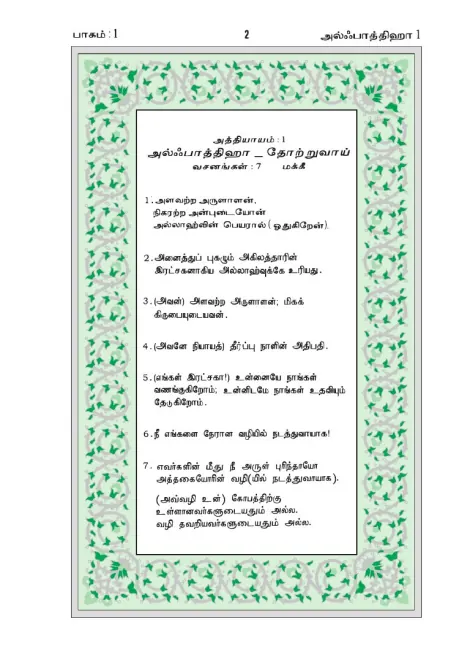 பாகம் : 1
2
அல்ஃபாத்திஹா 1
அத்தியாயம் : 1
அல்ஃபாத்திஹா _ தோற்றுவாய்
வசனங்கள் : 7 மக்கீ
1. அளவற்ற அருளாளன்,
நிகரற்ற அன்புடையோன்
அல்லாஹ்வின் பெயரால் ( ஓதுகிறேன்).
2. அனைத்துப் புகழும் அகிலத்தாரின்
இரட்சகனாகிய அல்லாஹ்வுக்கே உரியது.
3. (அவன்) அளவற்ற அருளாளன்; மிகக்
கிருபையுடையவன்.
4. (அவனே நியாயத்) தீர்ப்பு நாளின் அதிபதி.
5. (எங்கள் இரட்சகா!) உன்னையே நாங்கள்
வணங்குகிறோம்; உன்னிடமே நாங்கள் உதவியும்
தேடுகிறோம்.
6. நீ எங்களை நேரான வழியில் நடத்துவாயாக!
7. எவர்களின் மீது நீ அருள் புரிந்தாயோ
அத்தகையோரின் வழி(யில் நடத்துவாயாக).
(அவ்வழி உன்) கோபத்திற்கு
உள்ளானவர்களுடையதும் அல்ல.
வழி தவறியவர்களுடையதும் அல்ல.